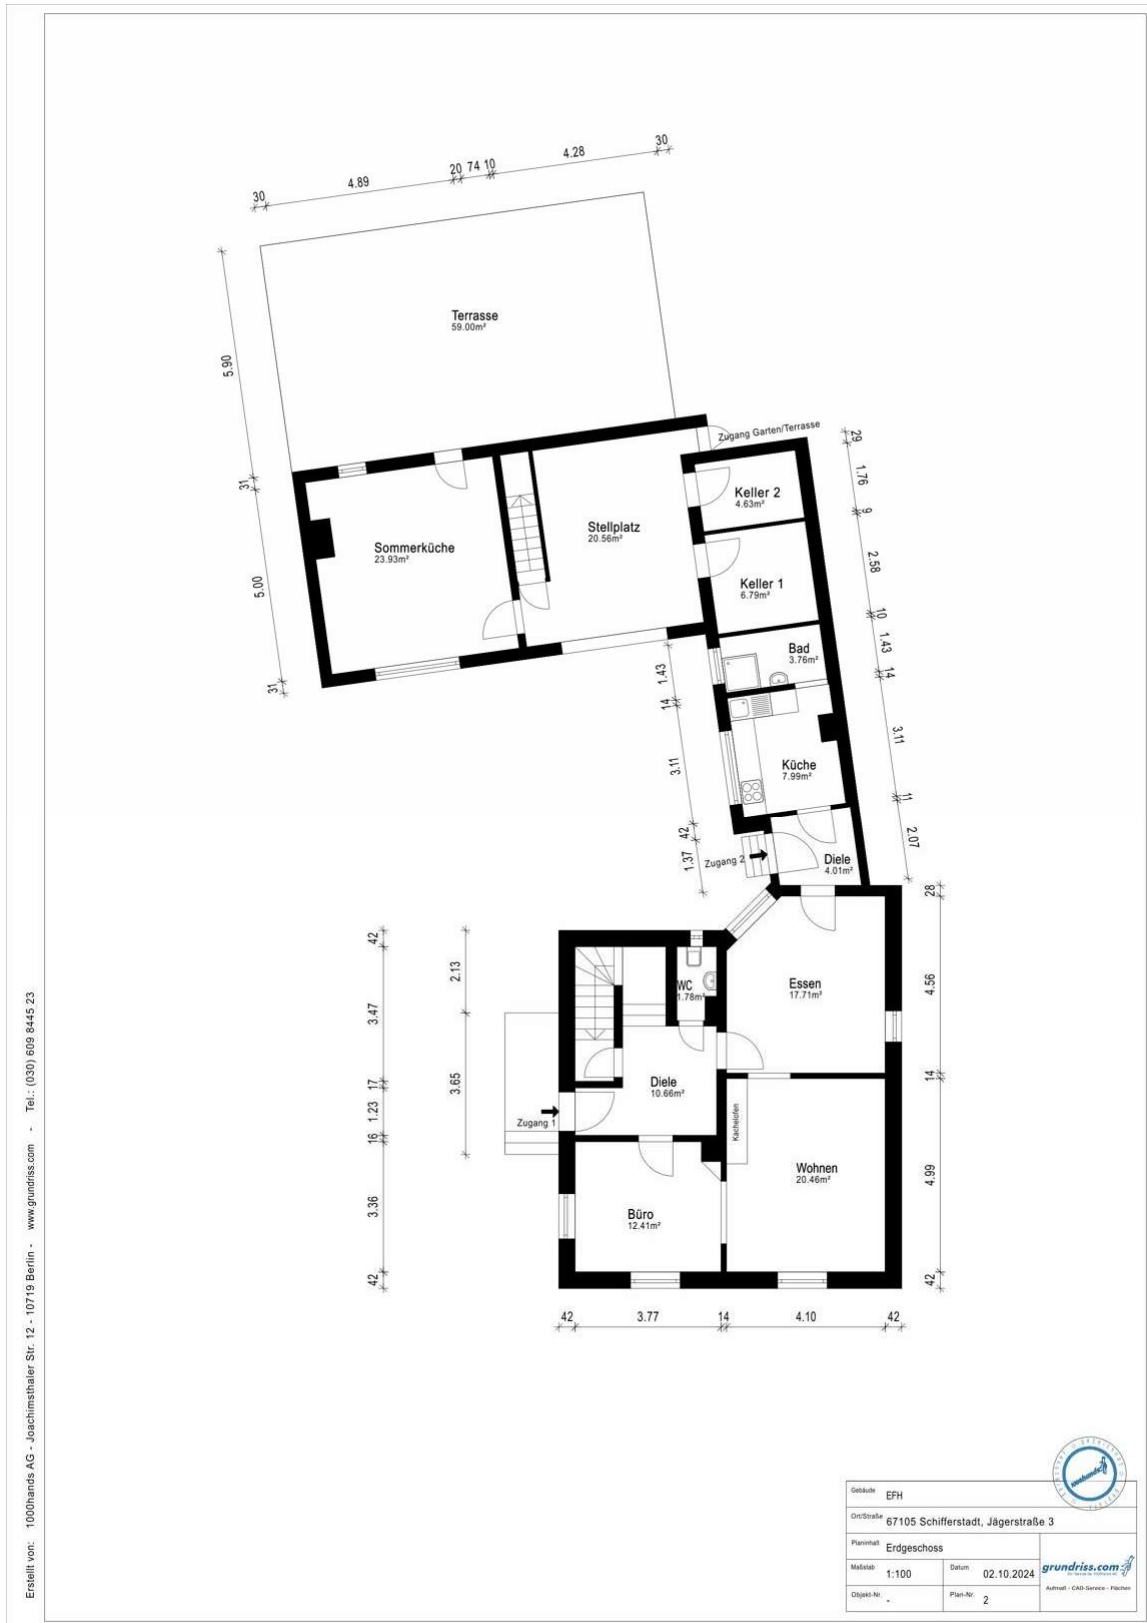 30
4.89
20 74 10
4.28
30
5.90
31
5.00
31
Terrasse
59.00m²
Zugang Garten/Terrasse
Keller 2
4.63m²
Stellplatz
20.56m²
Sommerküche
23.93m²
Keller 1
6.79m²
Bad
3.76m²
Küche
7.99m²
Diele
4.01m²
Zugang 2
29
1.76
9
2.58
10
1.43
14
3.11
11
2.07
1.43
14
3.11
42
1.37
28
4.56
14
4.99
42
42
3.47
17
1.23
16
3.36
42
2.13
3.65
WC
1.78m²
Essen
17.71m²
Diele
10.66m²
Zugang 1
Kachelofen
Wohnen
20.46m²
Büro
12.41m²
42
3.77
14
4.10
42
Erstellt von: 1000hands AG - Joachimsthaler Str. 12 - 10719 Berlin - www.grundriss.com - Tel.: (030) 609 8445 23
1000hands
Gebäude EFH
Ort/Straße 67105 Schifferstadt, Jägerstraße 3
Planinhalt Erdgeschoss
Maßstab 1:100
Datum 02.10.2024
Objekt-Nr. -
Plan-Nr. 2
grundriss.com
Aufmaß - CAD-Service - Flächen